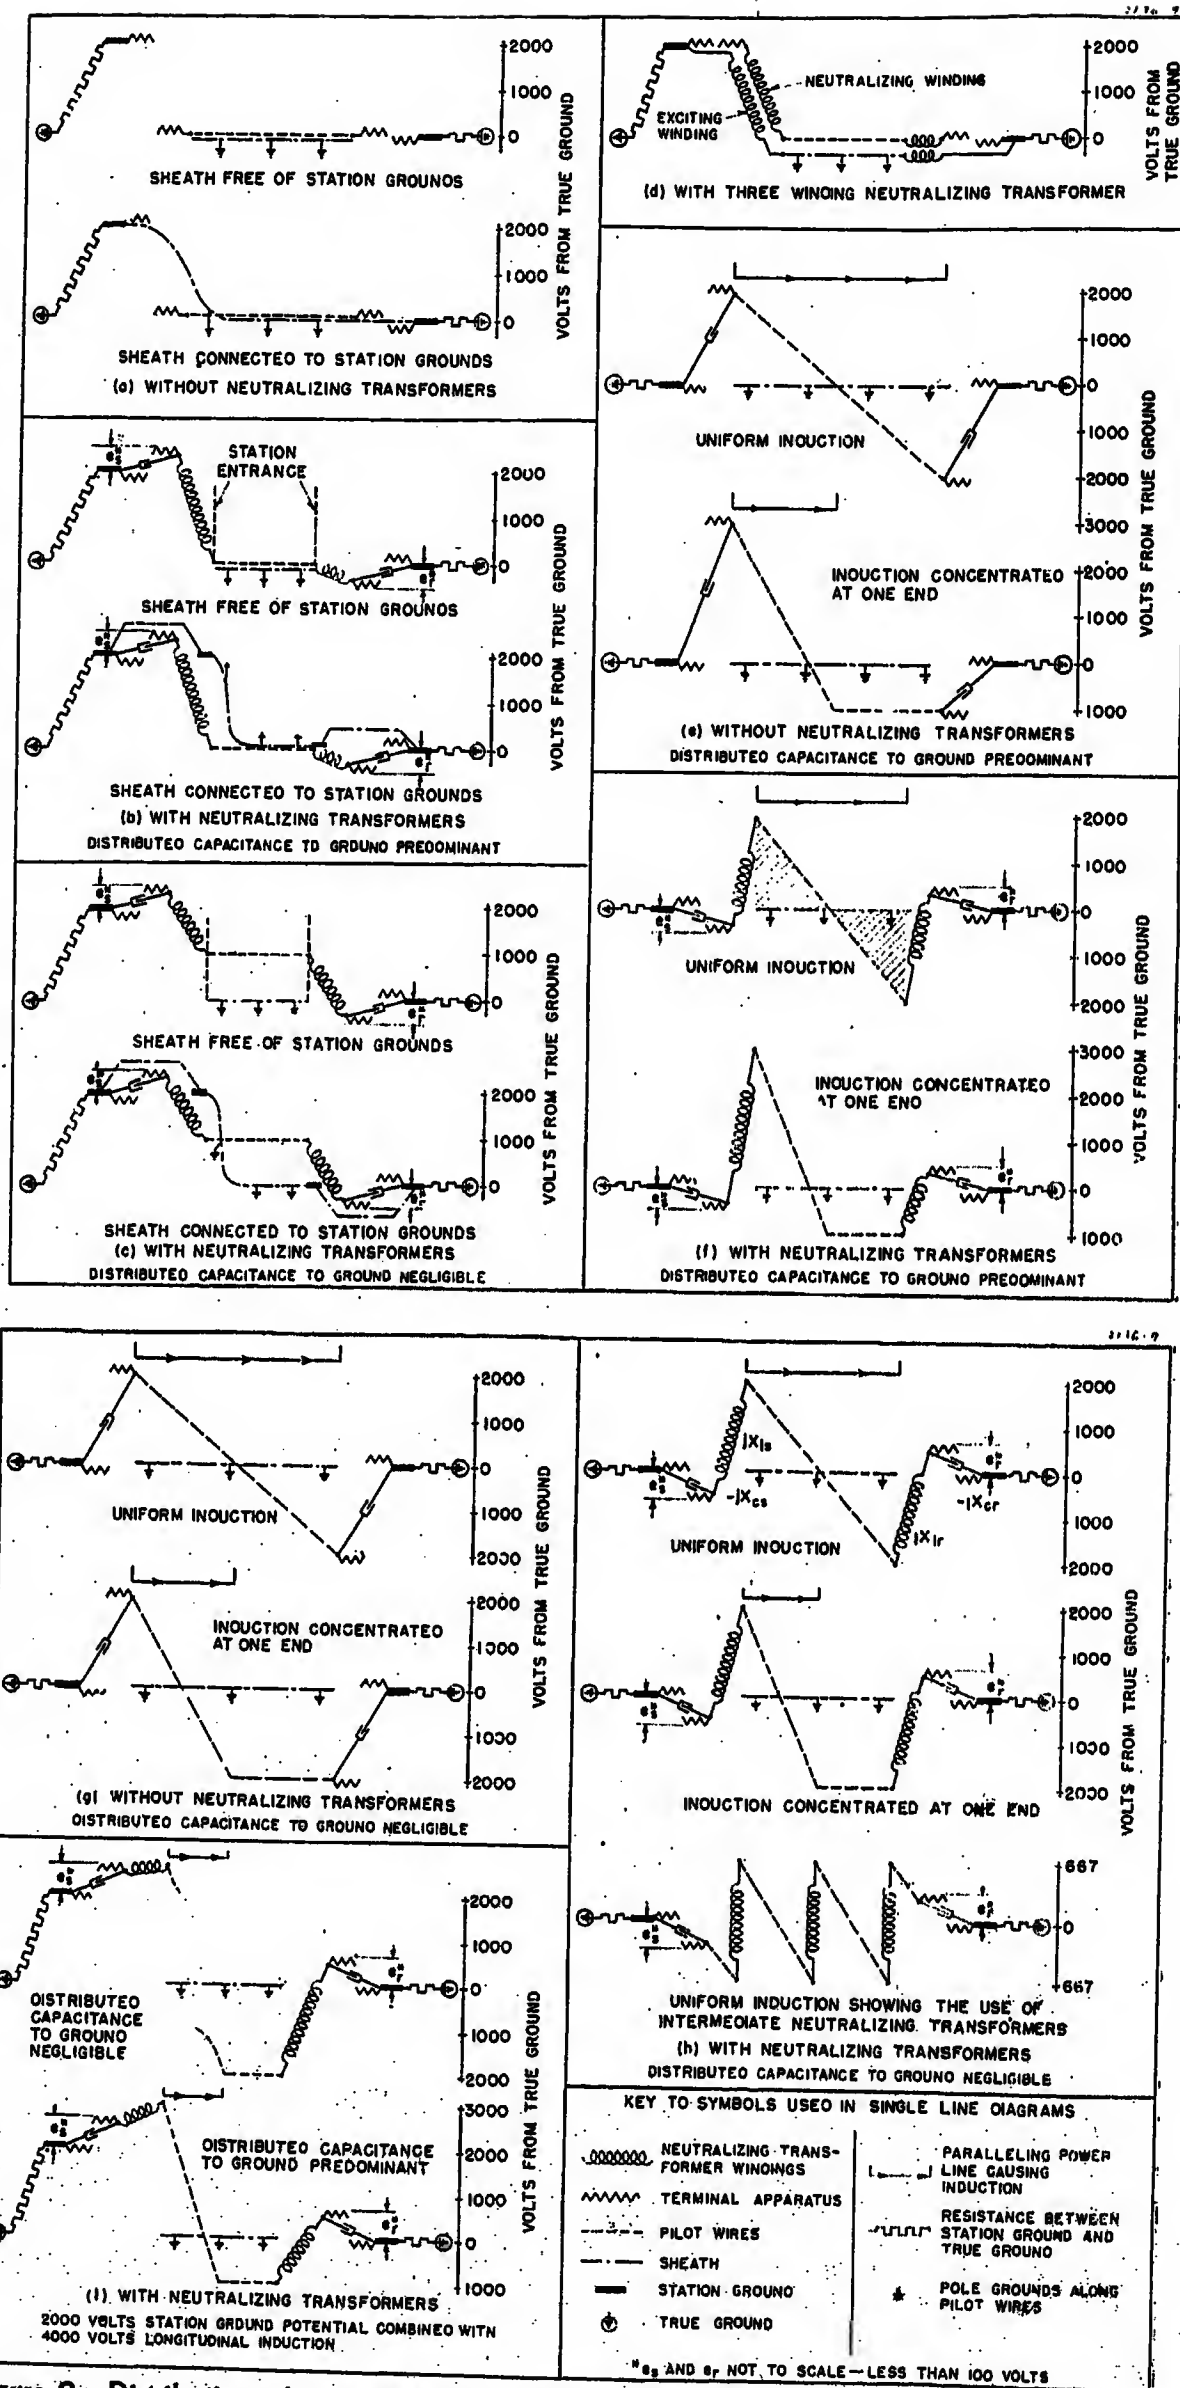 2000
1000
0
VOLTS FROM TRUE GROUND
SHEATH FREE OF STATION GROUNDS
2000
1000
0
SHEATH CONNECTED TO STATION GROUNDS
(a) WITHOUT NEUTRALIZING TRANSFORMERS
STATION
ENTRANCE
2000
1000
0
SHEATH FREE OF STATION GROUNDS
VOLTS FROM TRUE GROUND
2000
1000
0
SHEATH CONNECTED TO STATION GROUNDS
(b) WITH NEUTRALIZING TRANSFORMERS
DISTRIBUTED CAPACITANCE TO GROUND PREDOMINANT
2000
1000
0
SHEATH FREE OF STATION GROUNDS
VOLTS FROM TRUE GROUND
2000
1000
0
SHEATH CONNECTED TO STATION GROUNDS
(c) WITH NEUTRALIZING TRANSFORMERS
DISTRIBUTED CAPACITANCE TO GROUND NEGLIGIBLE
NEUTRALIZING WINDING
EXCITING
WINDING
2000
1000
0
VOLTS FROM
TRUE GROUND
(d) WITH THREE WINDING NEUTRALIZING TRANSFORMER
2000
1000
0
1000
2000
UNIFORM INDUCTION
VOLTS FROM TRUE GROUND
3000
2000
1000
0
1000
INDUCTION CONCENTRATED
AT ONE END
(e) WITHOUT NEUTRALIZING TRANSFORMERS
DISTRIBUTED CAPACITANCE TO GROUND PREDOMINANT
2000
1000
0
1000
2000
UNIFORM INDUCTION
VOLTS FROM TRUE GROUND
3000
2000
1000
0
1000
INDUCTION CONCENTRATED
AT ONE END
(f) WITH NEUTRALIZING TRANSFORMERS
DISTRIBUTED CAPACITANCE TO GROUND PREDOMINANT
2000
1000
0
1000
2000
UNIFORM INDUCTION
VOLTS FROM TRUE GROUND
2000
1000
0
1000
2000
INDUCTION CONCENTRATED
AT ONE END
(g) WITHOUT NEUTRALIZING TRANSFORMERS
DISTRIBUTED CAPACITANCE TO GROUND NEGLIGIBLE
2000
1000
0
1000
2000
DISTRIBUTED
CAPACITANCE
TO GROUND
NEGLIGIBLE
VOLTS FROM TRUE GROUND
3000
2000
1000
0
1000
DISTRIBUTED CAPACITANCE
TO GROUND PREDOMINANT
(i) WITH NEUTRALIZING TRANSFORMERS
2000 VOLTS STATION GROUND POTENTIAL COMBINED WITH
4000 VOLTS LONGITUDINAL INDUCTION
2000
1000
0
1000
2000
jXls
-jXcs
-jXcr
jXlr
UNIFORM INDUCTION
VOLTS FROM TRUE GROUND
2000
1000
0
1000
2000
INDUCTION CONCENTRATED AT ONE END
667
0
667
UNIFORM INDUCTION SHOWING THE USE OF
INTERMEDIATE NEUTRALIZING TRANSFORMERS
(h) WITH NEUTRALIZING TRANSFORMERS
DISTRIBUTED CAPACITANCE TO GROUND NEGLIGIBLE
KEY TO SYMBOLS USED IN SINGLE LINE DIAGRAMS
NEUTRALIZING TRANS-
FORMER WINDINGS
TERMINAL APPARATUS
PILOT WIRES
SHEATH
STATION GROUND
TRUE GROUND
PARALLELING POWER
LINE CAUSING
INDUCTION
RESISTANCE BETWEEN
STATION GROUND AND
TRUE GROUND
POLE GROUNDS ALONG
PILOT WIRES
*es AND er NOT TO SCALE—LESS THAN 100 VOLTS